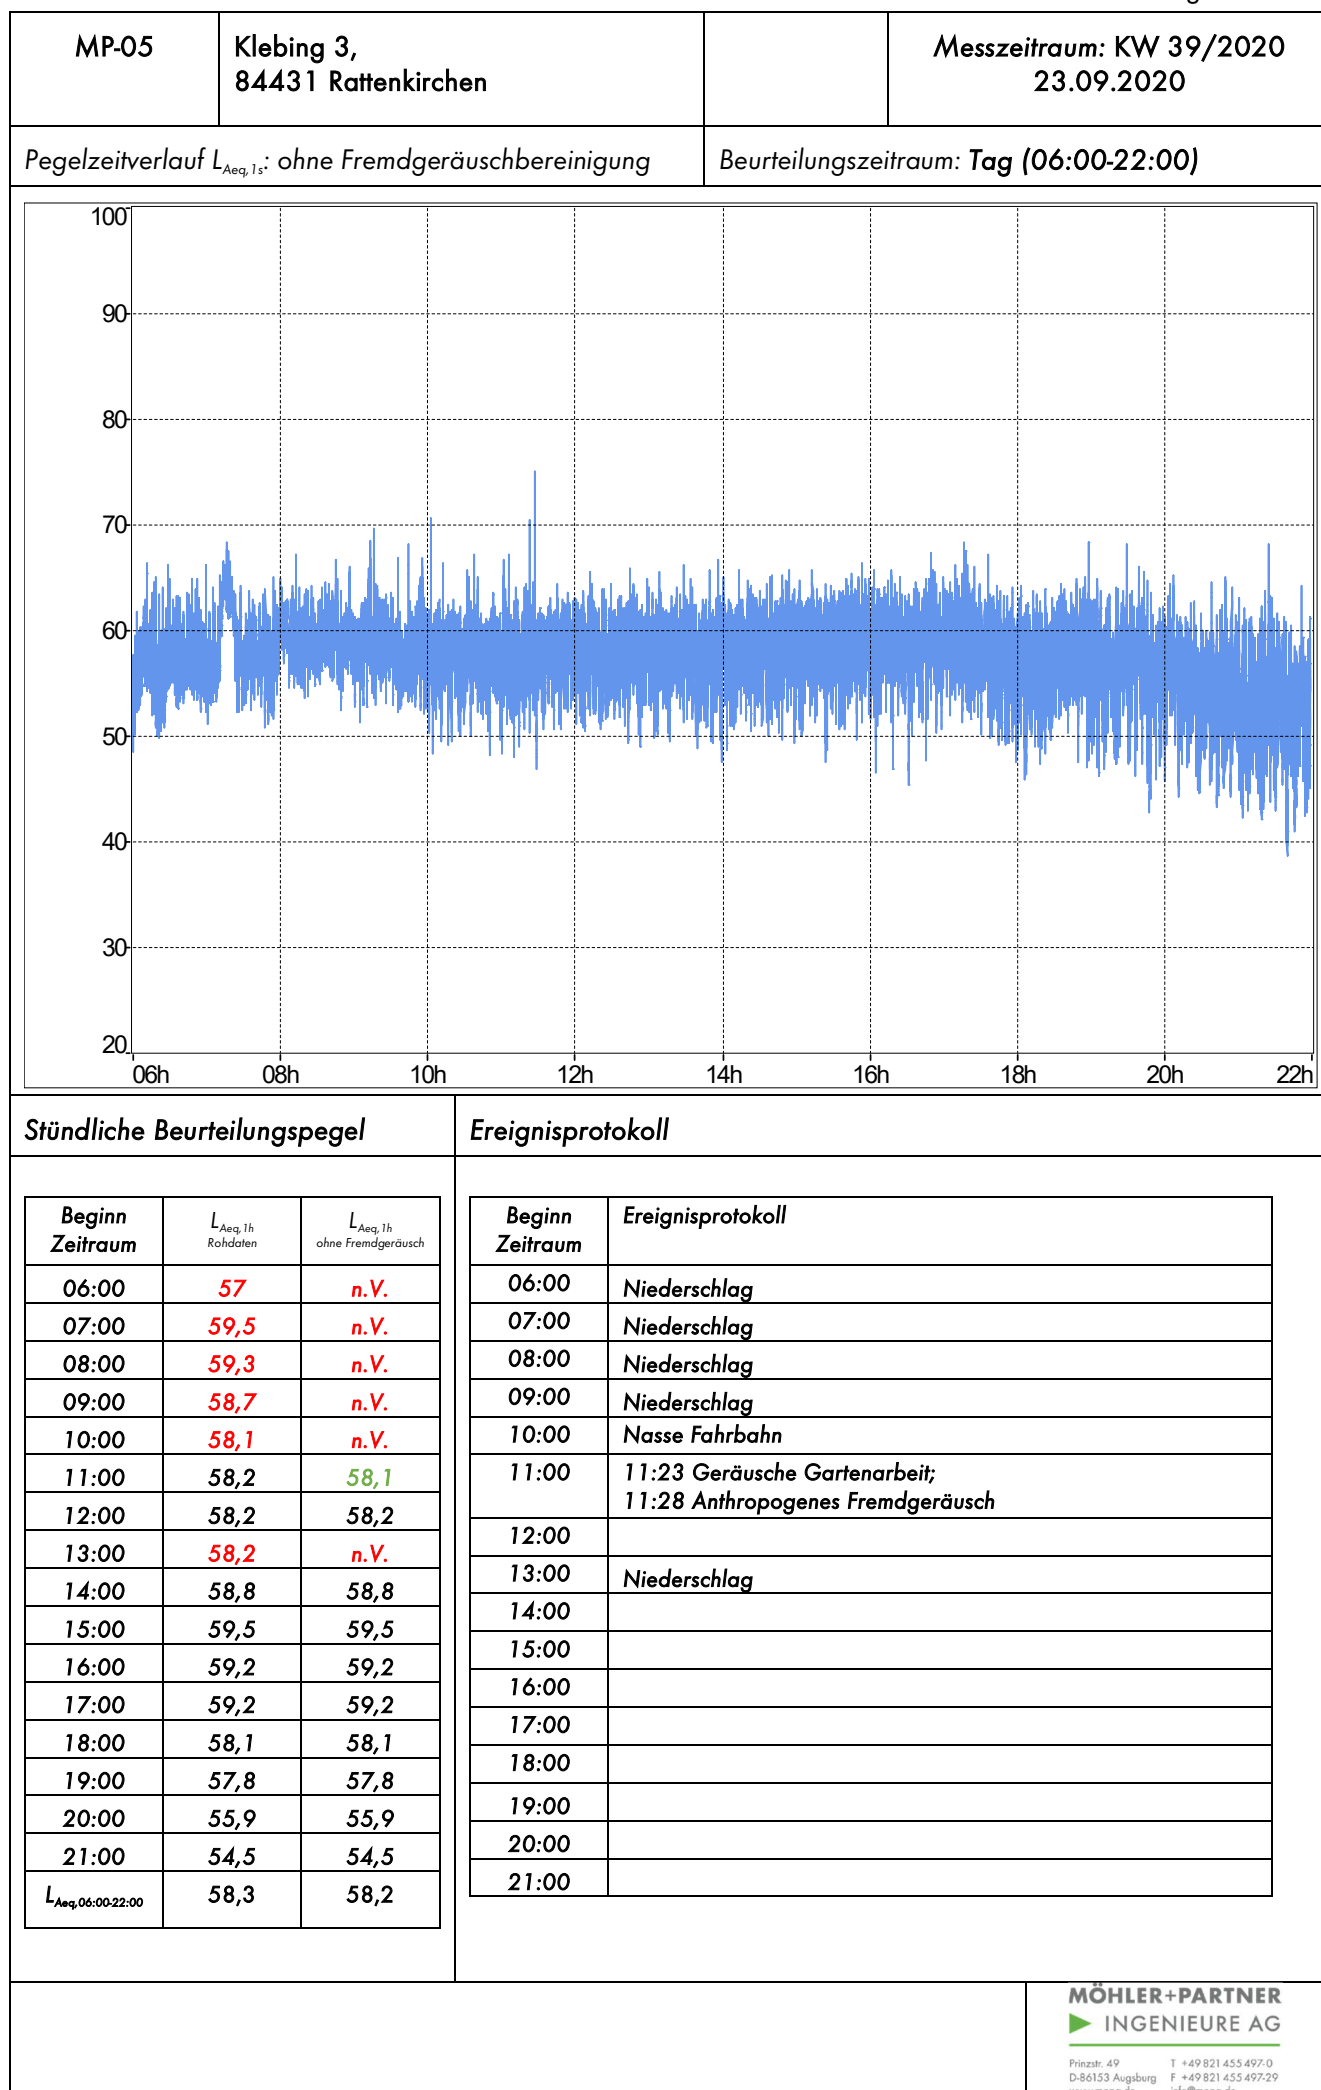 MP-05
Klebing 3,
84431 Rattenkirchen
Messzeitraum: KW 39/2020
23.09.2020
Pegelzeitverlauf LAeq,1s: ohne Fremdgeräuschbereinigung
Beurteilungszeitraum: Tag (06:00-22:00)
100
90
80
70
60
50
40
30
20
06h 08h 10h 12h 14h 16h 18h 20h 22h
Stündliche Beurteilungspegel
Beginn Zeitraum LAeq,1h Rohdaten LAeq,1h ohne Fremdgeräusch
06:00 57 n.V.
07:00 59,5 n.V.
08:00 59,3 n.V.
09:00 58,7 n.V.
10:00 58,1 n.V.
11:00 58,2 58,1
12:00 58,2 58,2
13:00 58,2 n.V.
14:00 58,8 58,8
15:00 59,5 59,5
16:00 59,2 59,2
17:00 59,2 59,2
18:00 58,1 58,1
19:00 57,8 57,8
20:00 55,9 55,9
21:00 54,5 54,5
LAeq,06:00-22:00 58,3 58,2
Ereignisprotokoll
Beginn Zeitraum Ereignisprotokoll
06:00 Niederschlag
07:00 Niederschlag
08:00 Niederschlag
09:00 Niederschlag
10:00 Nasse Fahrbahn
11:00 11:23 Geräusche Gartenarbeit;
11:28 Anthropogenes Fremdgeräusch
12:00
13:00 Niederschlag
14:00
15:00
16:00
17:00
18:00
19:00
20:00
21:00
MÖHLER+PARTNER
INGENIEURE AG
Prinzstr. 49 T +49 821 455 497-0
D-86153 Augsburg F +49 821 455 497-29